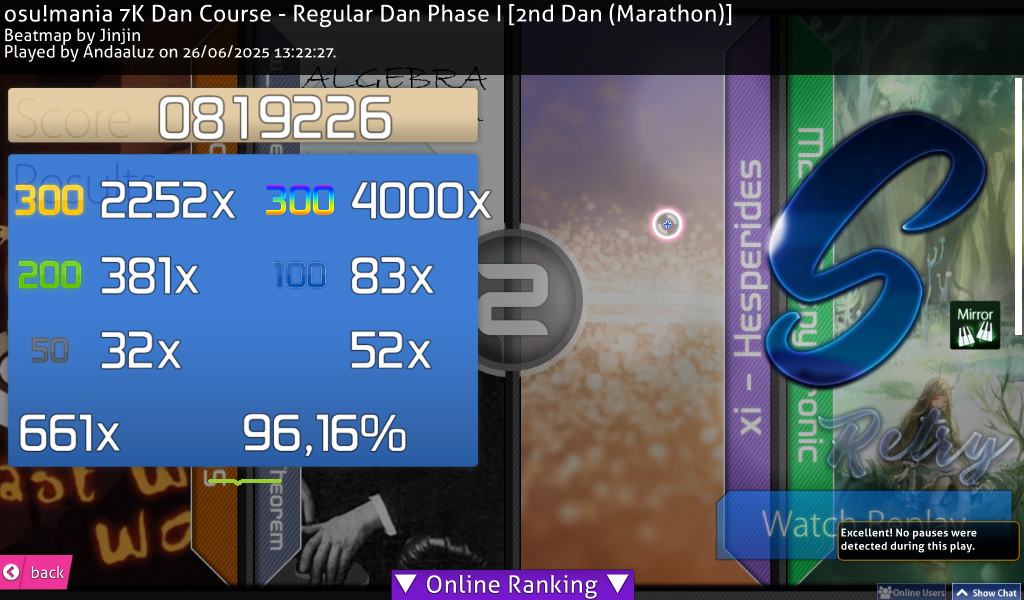 osu!mania 7K Dan Course - Regular Dan Phase I [2nd Dan (Marathon)]
Beatmap by Jinjin
Played by Andaaluz on 26/06/2025 13:22:27.
ALGEBRA
Score 0819226
Results
300 2252x 300 4000x
200 381x 100 83x
50 32x 52x
661x 96,16%
2
xi - Hesperides
S
Mirror
Retry
Watch Replay
Excellent! No pauses were
detected during this play.
back
Online Ranking
Online Users
Show Chat